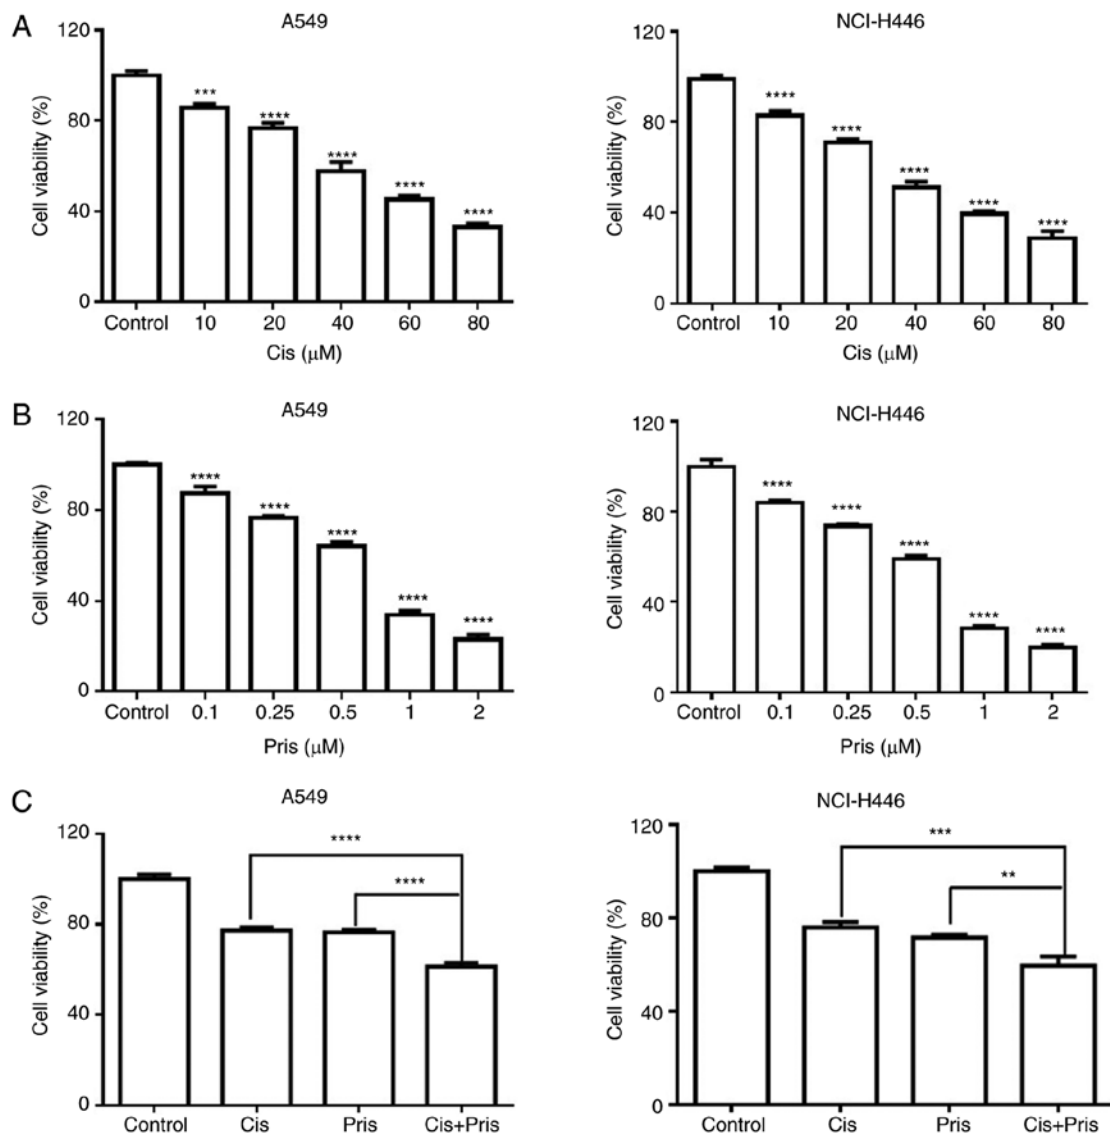 A
A549
Cell viability (%)
120
80
40
0
***
****
****
****
****
Control 10 20 40 60 80
Cis (μM)
NCI-H446
Cell viability (%)
120
80
40
0
****
****
****
****
****
Control 10 20 40 60 80
Cis (μM)
B
A549
Cell viability (%)
120
80
40
0
****
****
****
****
****
Control 0.1 0.25 0.5 1 2
Pris (μM)
NCI-H446
Cell viability (%)
120
80
40
0
****
****
****
****
****
Control 0.1 0.25 0.5 1 2
Pris (μM)
C
A549
Cell viability (%)
120
80
40
0
****
****
Control Cis Pris Cis+Pris
NCI-H446
Cell viability (%)
120
80
40
0
***
**
Control Cis Pris Cis+Pris